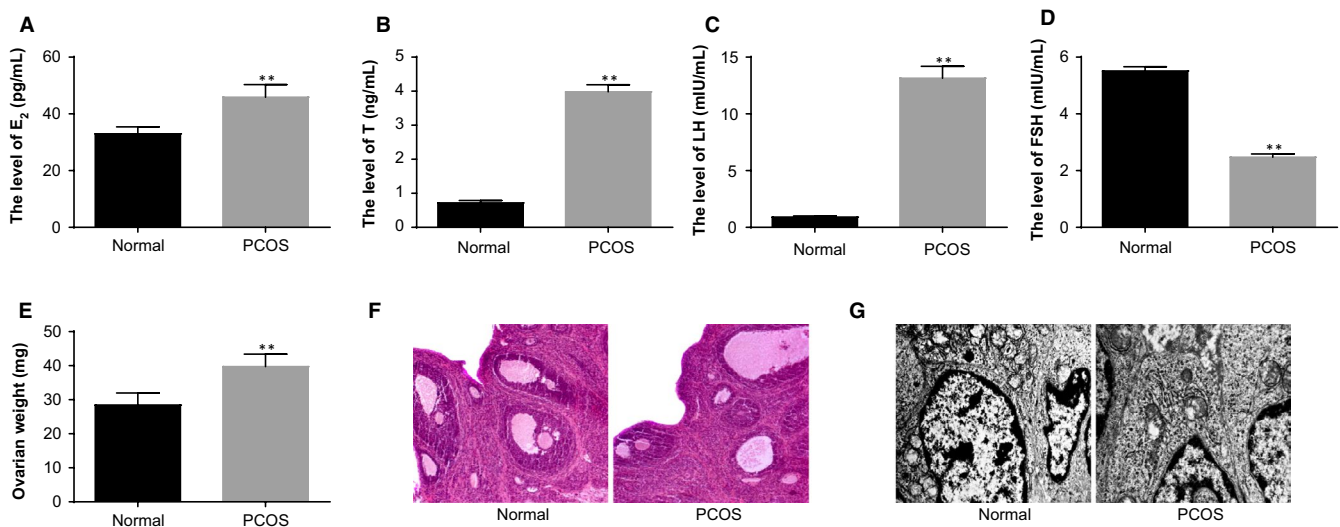 A
The level of E2 (pg/mL)
60
40
20
0
**
Normal
PCOS
B
The level of T (ng/mL)
5
4
3
2
1
0
**
Normal
PCOS
C
The level of LH (mIU/mL)
15
10
5
0
**
Normal
PCOS
D
The level of FSH (mIU/mL)
8
6
4
2
0
**
Normal
PCOS
E
Ovarian weight (mg)
50
40
30
20
10
0
**
Normal
PCOS
F
Normal
PCOS
G
Normal
PCOS